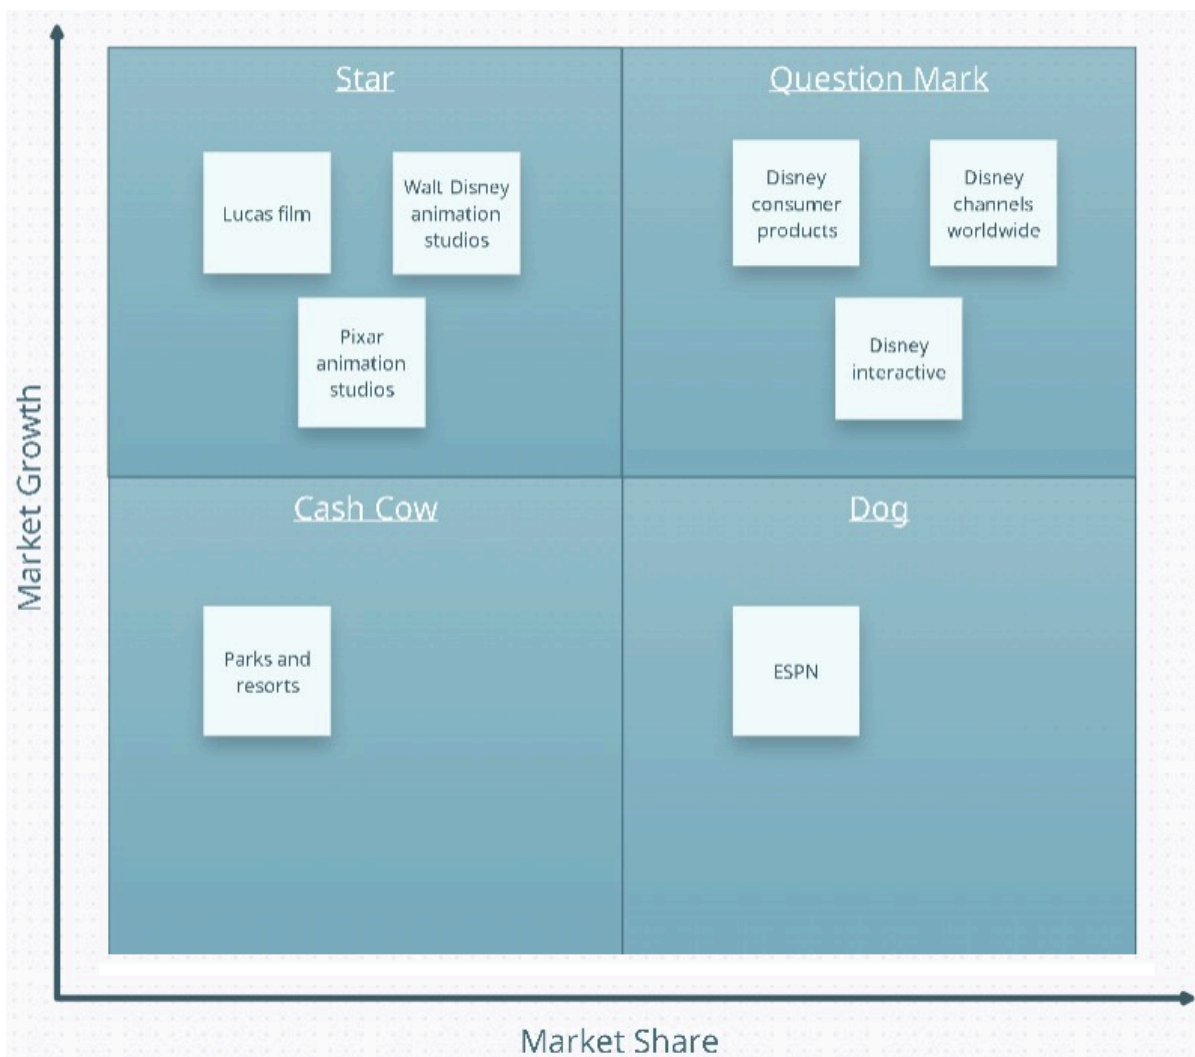 Star
Question Mark
Lucas film
Walt Disney
animation
studios
Pixar
animation
studios
Disney
consumer
products
Disney
channels
worldwide
Disney
interactive
Cash Cow
Dog
Parks and
resorts
ESPN
Market Growth
Market Share